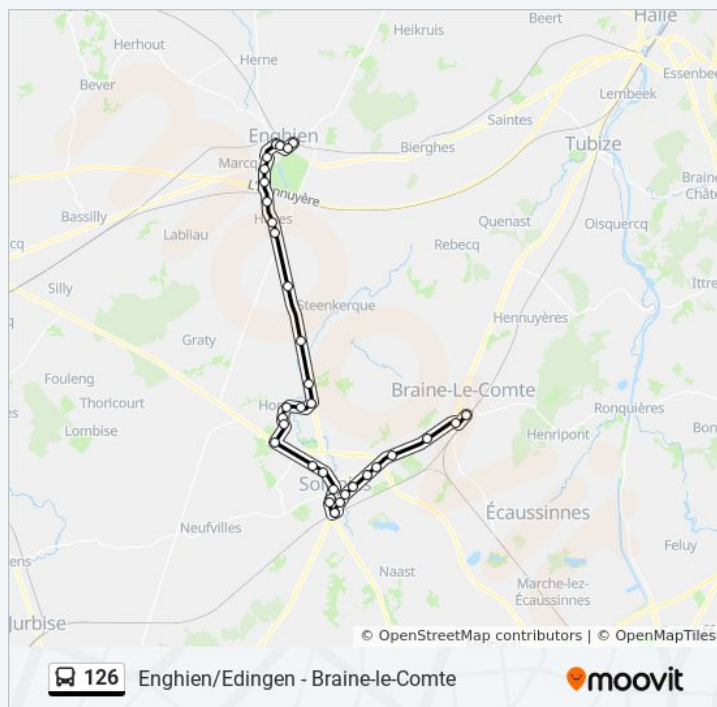 Halle
Beert
Herhout
Heikruis
Herne
Essenbee
Bever
Lembeek
Saintes
Enghien
Tubize
Bierghes
Marcq
Braine
Châte
L'Ennuyère
Bassilly
Quenast
Oisquercq
Labliau
Rebecq
Silly
Ittre
Steenkerque
Hennuyères
Graty
Fouleng
Braine-Le-Comte
Thoricourt
Ronquières
Lombise
Henripont
Neufvilles
Écaussinnes
Feluy
Naast
Marche-lez-
Écaussinnes
Jurbise
© OpenStreetMap contributors | © OpenMapTiles
126 Enghien/Edingen - Braine-le-Comte
moovit